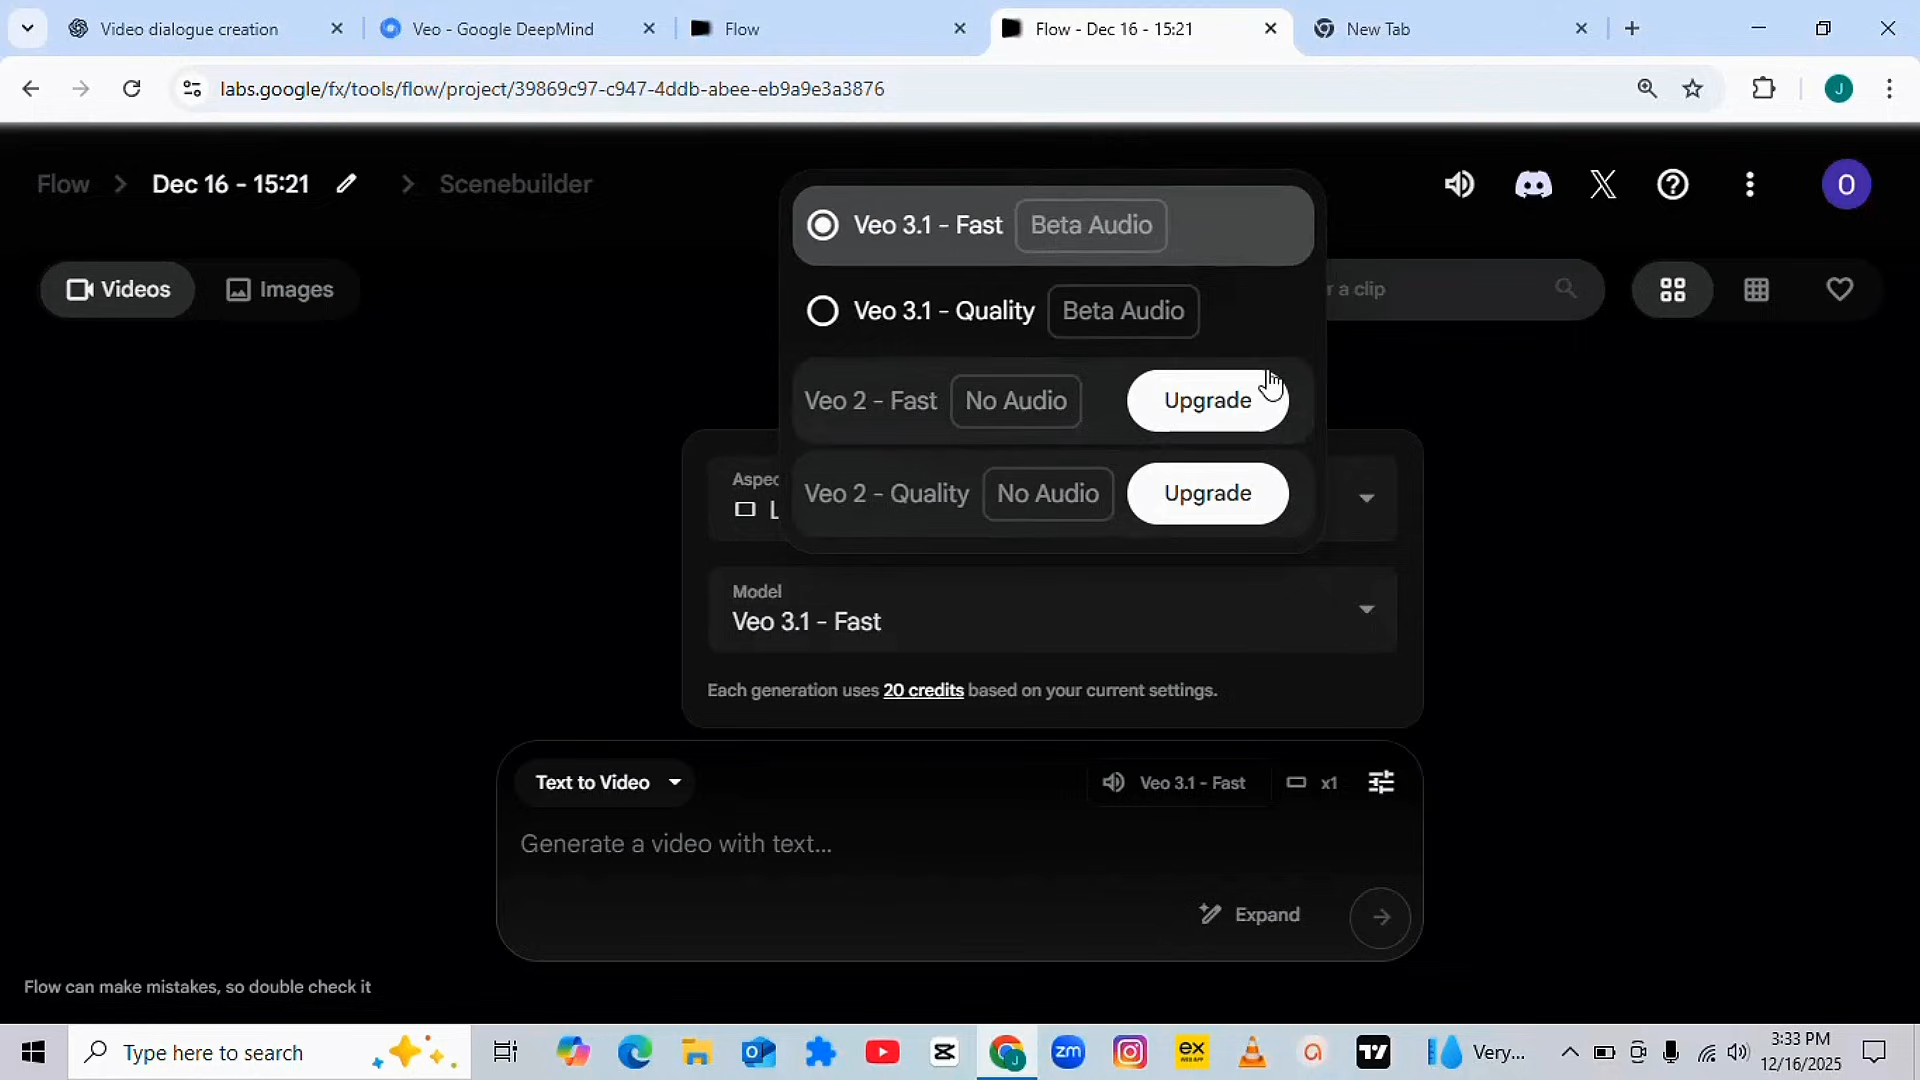 Video dialogue creation
Veo - Google DeepMind
Flow
Flow - Dec 16 - 15:21
New Tab
labs.google/fx/tools/flow/project/39869c97-c947-4ddb-abee-eb9a9e3a3876
J
Flow > Dec 16 - 15:21 > Scenebuilder
O
Videos
Images
r a clip
Veo 3.1 - Fast Beta Audio
Veo 3.1 - Quality Beta Audio
Veo 2 - Fast No Audio Upgrade
Veo 2 - Quality No Audio Upgrade
Aspec
L
Model
Veo 3.1 - Fast
Each generation uses 20 credits based on your current settings.
Text to Video
Veo 3.1 - Fast
x1
Generate a video with text...
Expand
Flow can make mistakes, so double check it
Type here to search
zm
ex
WEB APP
Very...
3:33 PM
12/16/2025